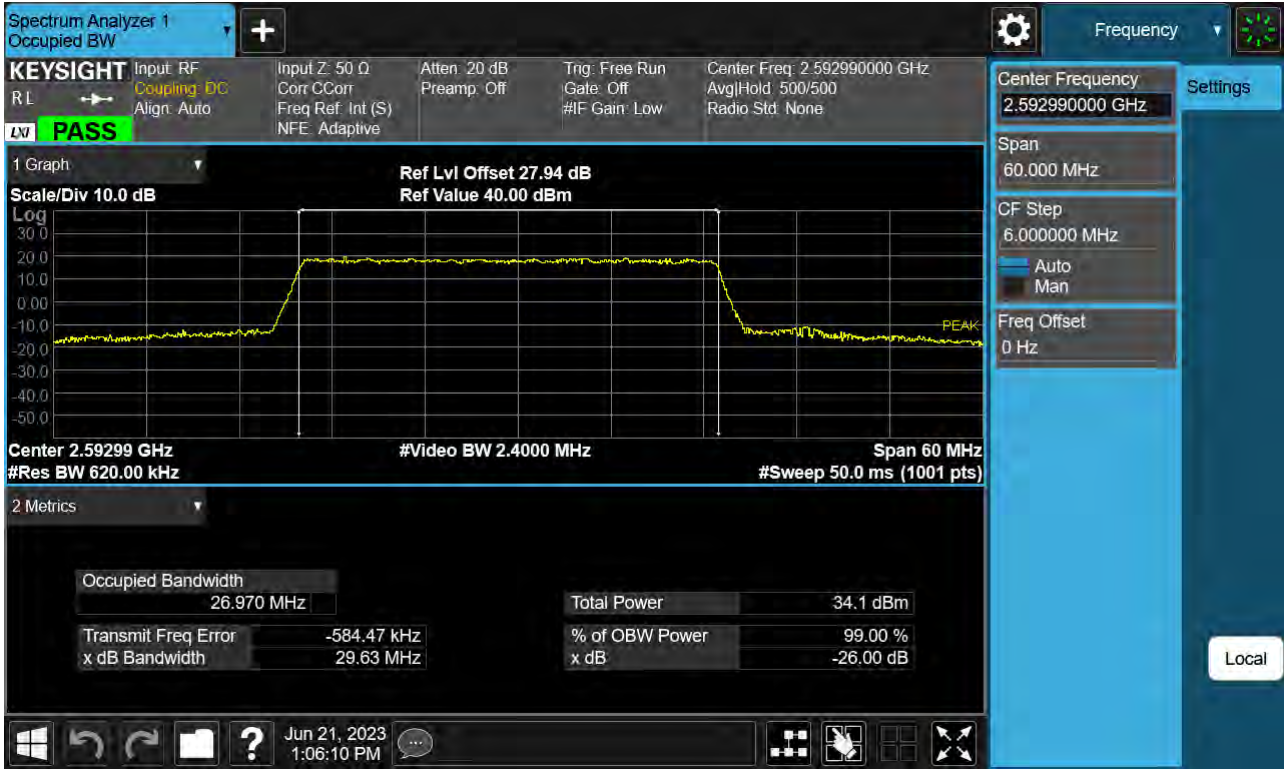 Spectrum Analyzer 1
Occupied BW
Frequency
KEYSIGHT
RL
LXI
PASS
Input: RF
Coupling: DC
Align: Auto
Input Z: 50 Ω
Corr CCorr
Freq Ref: Int (S)
NFE: Adaptive
Atten: 20 dB
Preamp: Off
Trig: Free Run
Gate: Off
#IF Gain: Low
Center Freq: 2.592990000 GHz
Avg|Hold: 500/500
Radio Std: None
Center Frequency
2.592990000 GHz
Settings
Span
60.000 MHz
CF Step
6.000000 MHz
Auto
Man
Freq Offset
0 Hz
Local
1 Graph
Scale/Div 10.0 dB
Ref Lvl Offset 27.94 dB
Ref Value 40.00 dBm
Log
30.0
20.0
10.0
0.00
-10.0
-20.0
-30.0
-40.0
-50.0
PEAK
Center 2.59299 GHz
#Res BW 620.00 kHz
#Video BW 2.4000 MHz
Span 60 MHz
#Sweep 50.0 ms (1001 pts)
2 Metrics
Occupied Bandwidth
26.970 MHz
Total Power 34.1 dBm
Transmit Freq Error -584.47 kHz
% of OBW Power 99.00 %
x dB Bandwidth 29.63 MHz
x dB -26.00 dB
?
Jun 21, 2023
1:06:10 PM